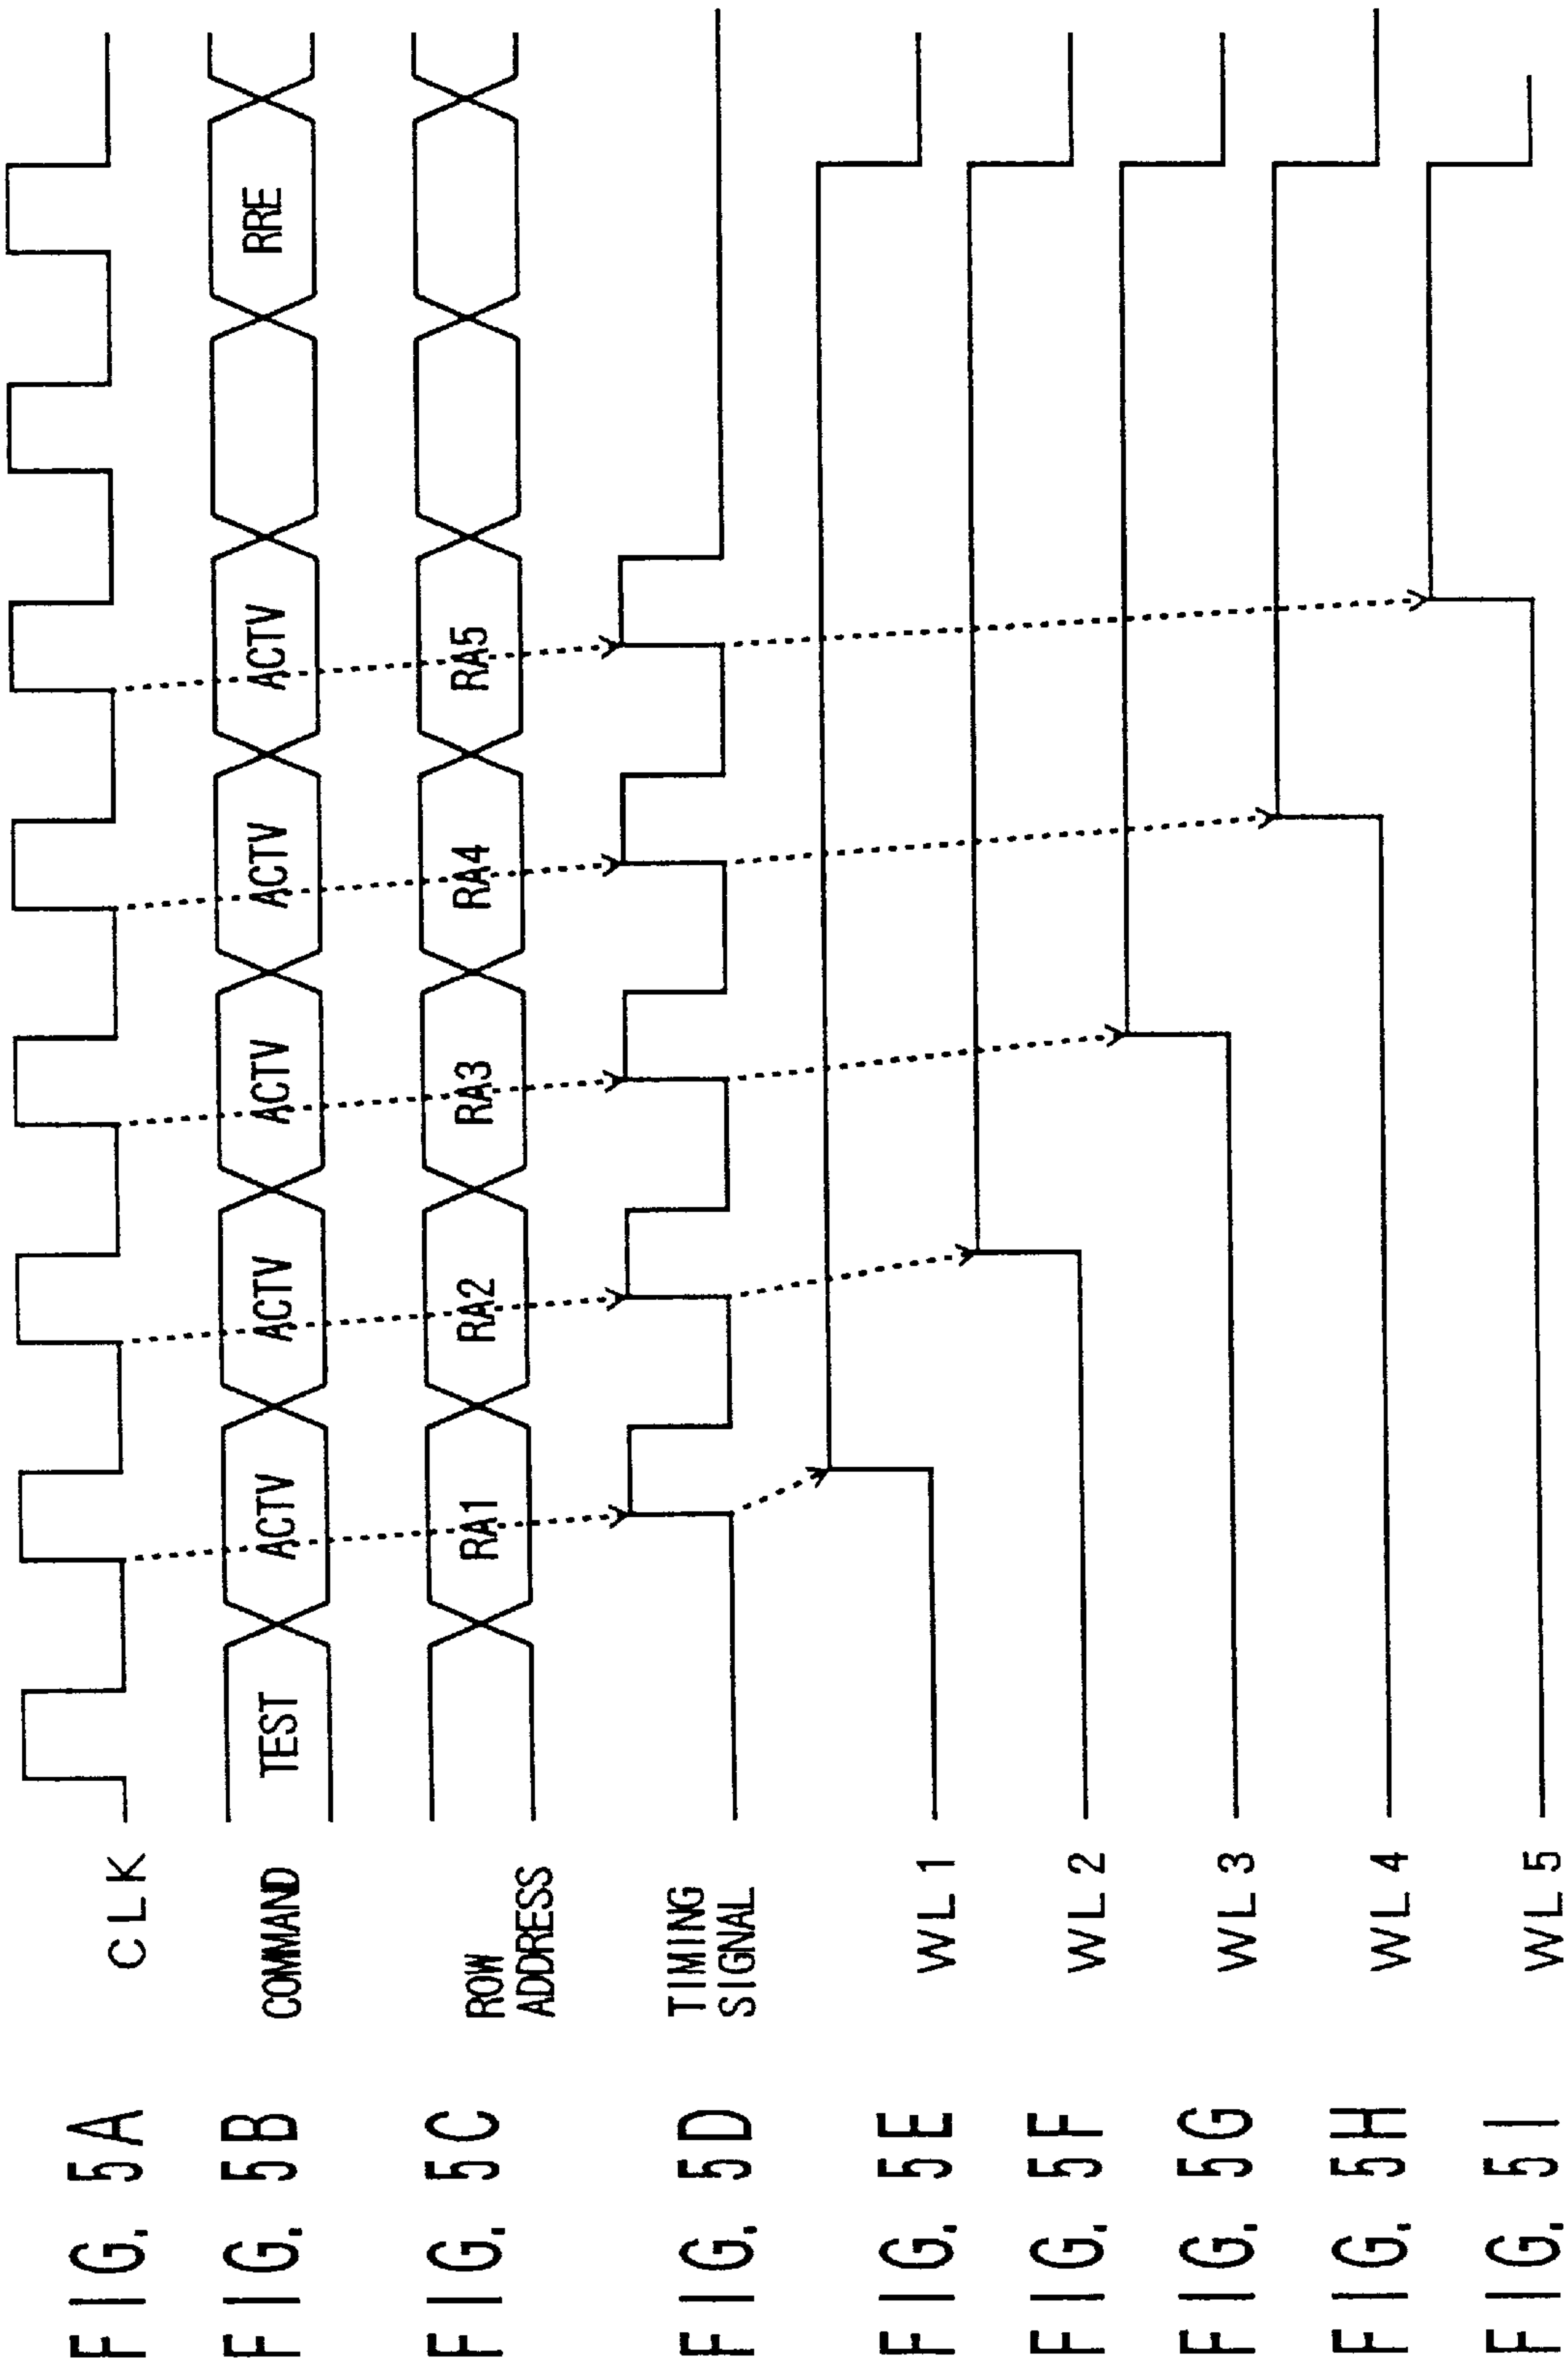 FIG. 5A CLK
FIG. 5B COMMAND TEST ACTV ACTV ACTV ACTV ACTV RRE
FIG. 5C ROW
ADDRESS RA1 RA2 RA3 RA4 RA5
FIG. 5D TIMING
SIGNAL
FIG. 5E WL1
FIG. 5F WL2
FIG. 5G WL3
FIG. 5H WL4
FIG. 5I WL5